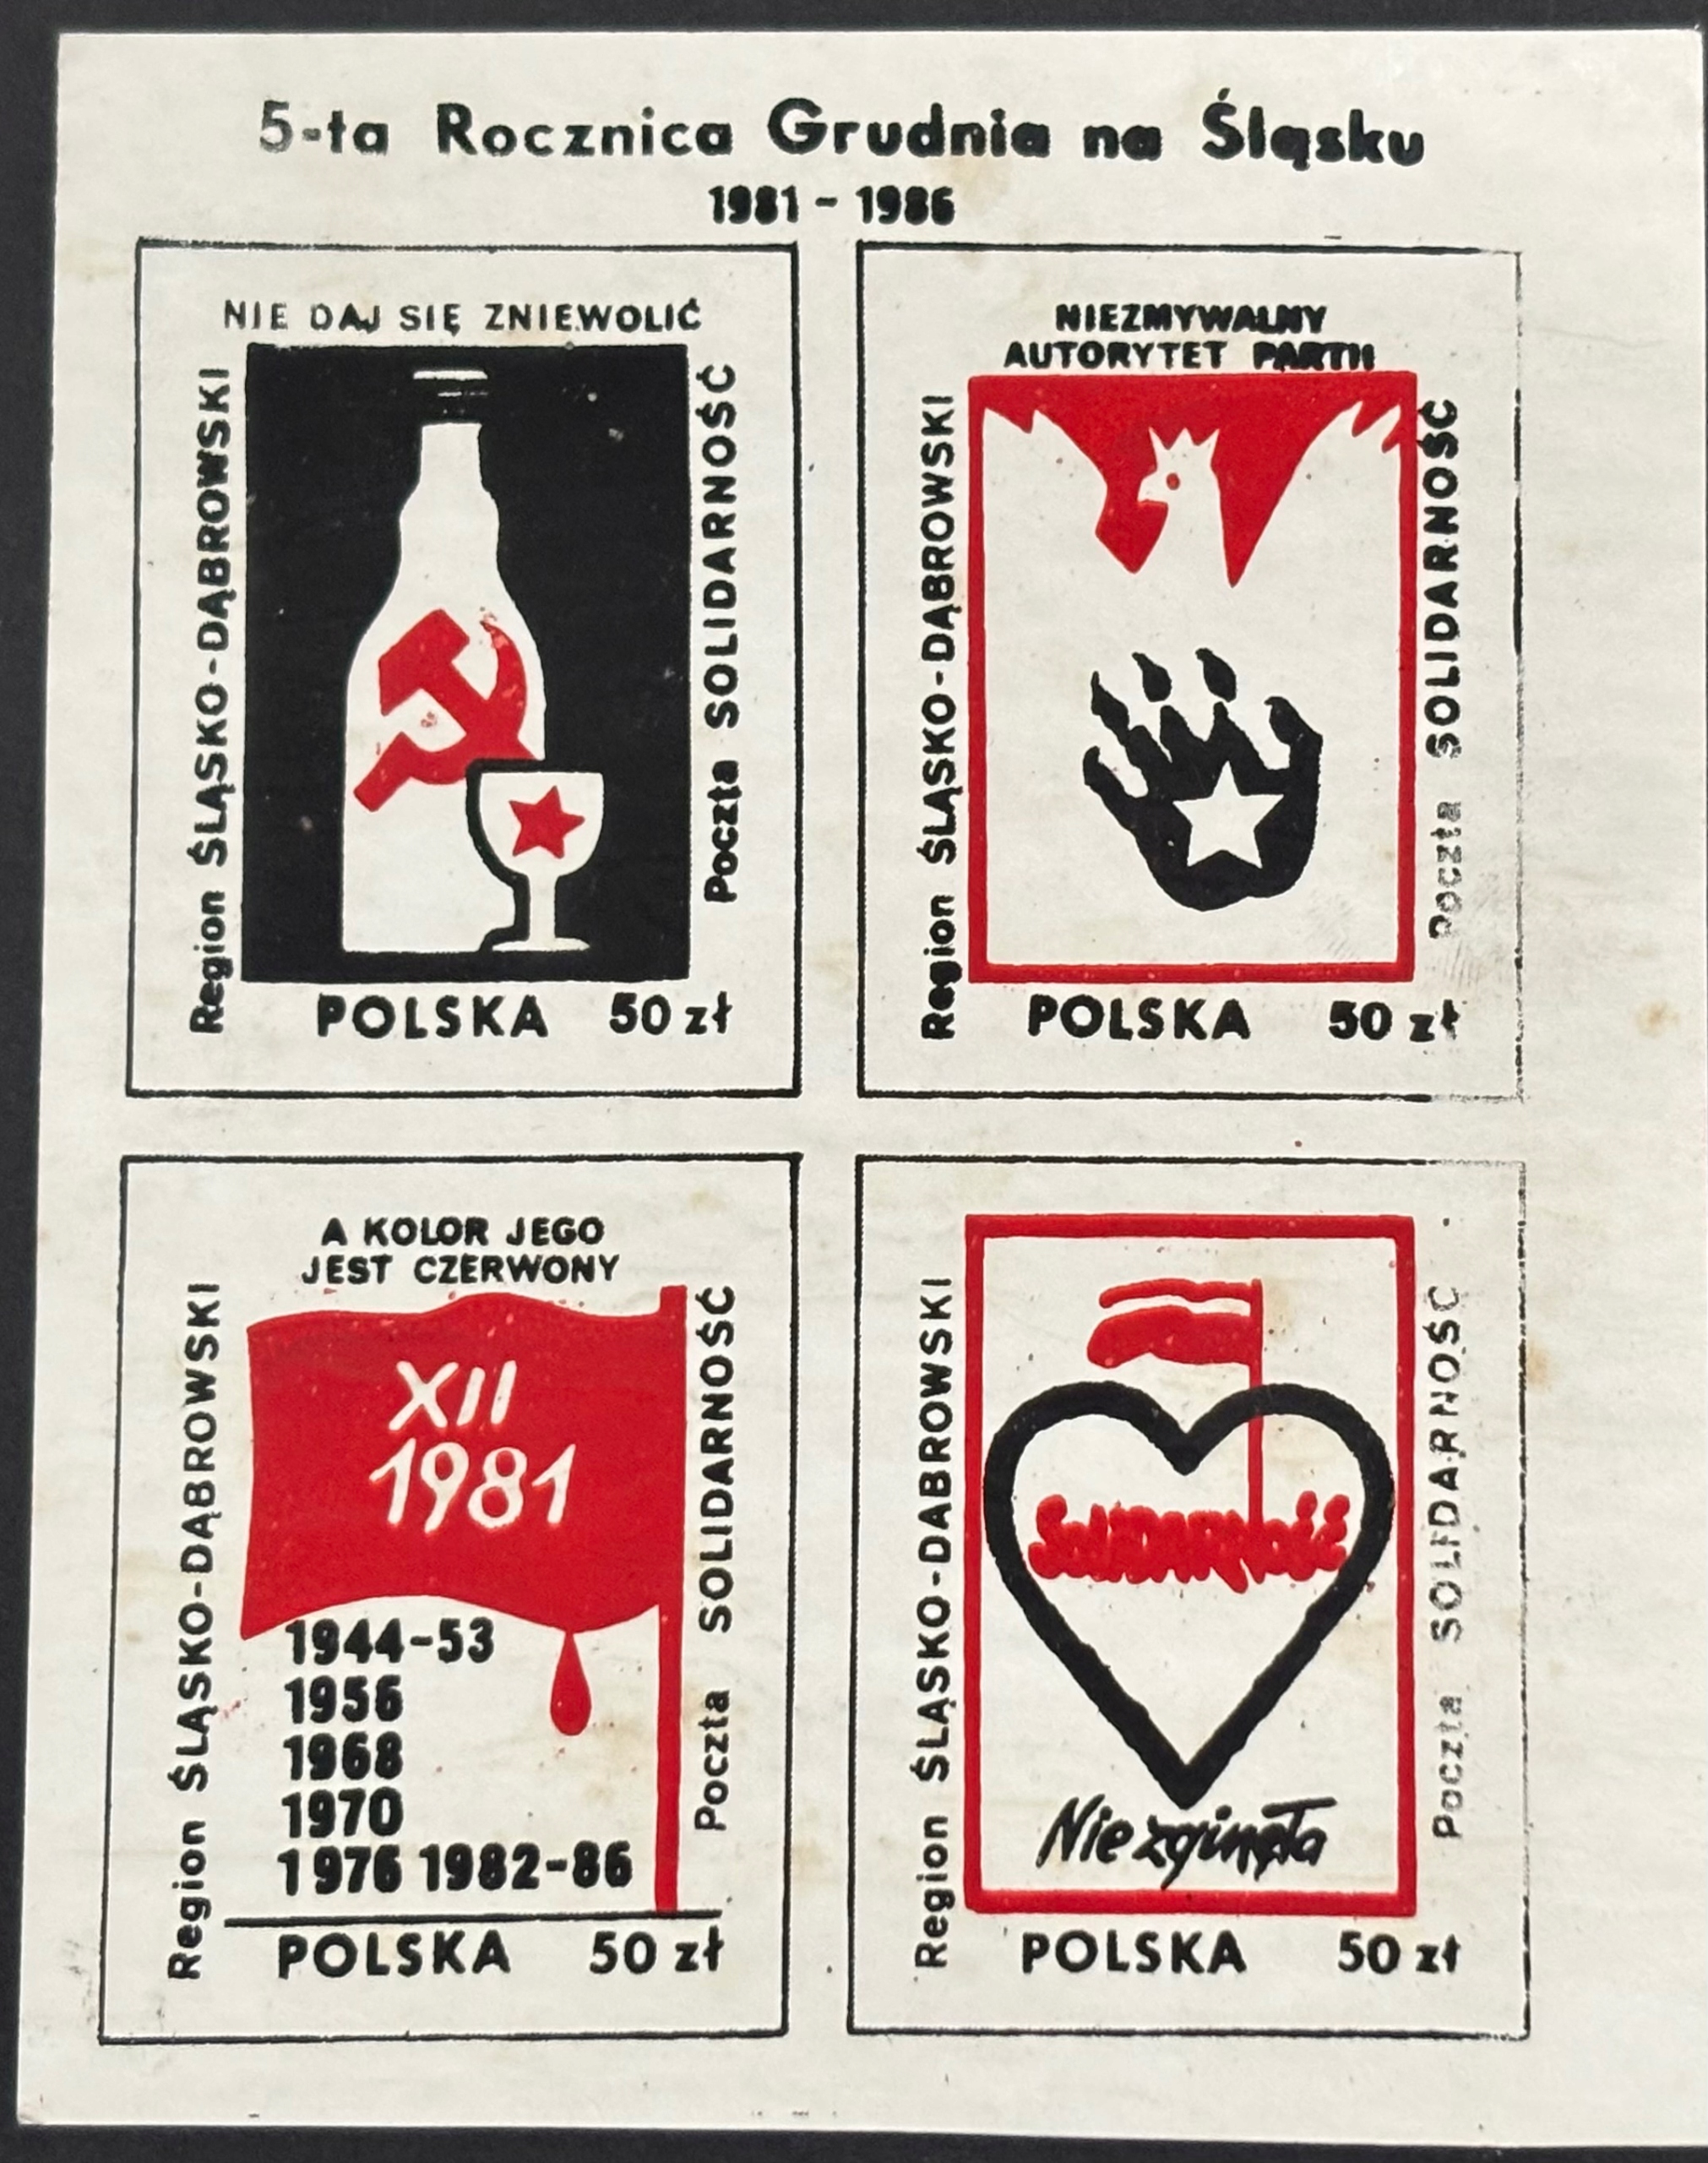 5-ta Rocznica Grudnia na Śląsku
1981 - 1986
NIE DAJ SIĘ ZNIEWOLIĆ
Region ŚLĄSKO-DĄBROWSKI
Poczta SOLIDARNOŚĆ
POLSKA 50 zł
NIEZMYWALNY
AUTORYTET PARTII
Region ŚLĄSKO-DĄBROWSKI
Poczta SOLIDARNOŚĆ
POLSKA 50 zł
A KOLOR JEGO
JEST CZERWONY
Region ŚLĄSKO-DĄBROWSKI
XII
1981
1944-53
1956
1968
1970
1976 1982-86
Poczta SOLIDARNOŚĆ
POLSKA 50 zł
Region ŚLĄSKO-DĄBROWSKI
SOLIDARNOŚĆ
Nie zginęła
Poczta SOLIDARNOŚĆ
POLSKA 50 zł